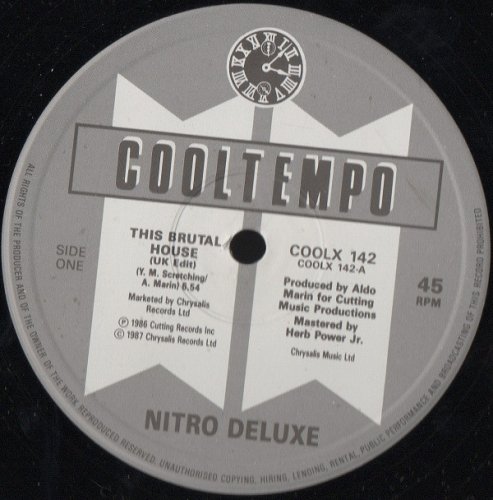 COOLTEMPO
SIDE
ONE
THIS BRUTAL
HOUSE
(UK Edit)
(Y. M. Scretching/
A. Marin) 6.54
Marketed by Chrysalis
Records Ltd
Ⓟ 1986 Cutting Records Inc
© 1987 Chrysalis Records Ltd
COOLX 142
COOLX 142-A
Produced by Aldo
Marin for Cutting
Music Productions
Mastered by
Herb Power Jr.
Chrysalis Music Ltd
45
RPM
NITRO DELUXE
ALL RIGHTS OF THE PRODUCER AND OF THE OWNER OF THE WORK REPRODUCED RESERVED. UNAUTHORISED COPYING, HIRING, LENDING, RENTAL, PUBLIC PERFORMANCE AND BROADCASTING OF THIS RECORD PROHIBITED